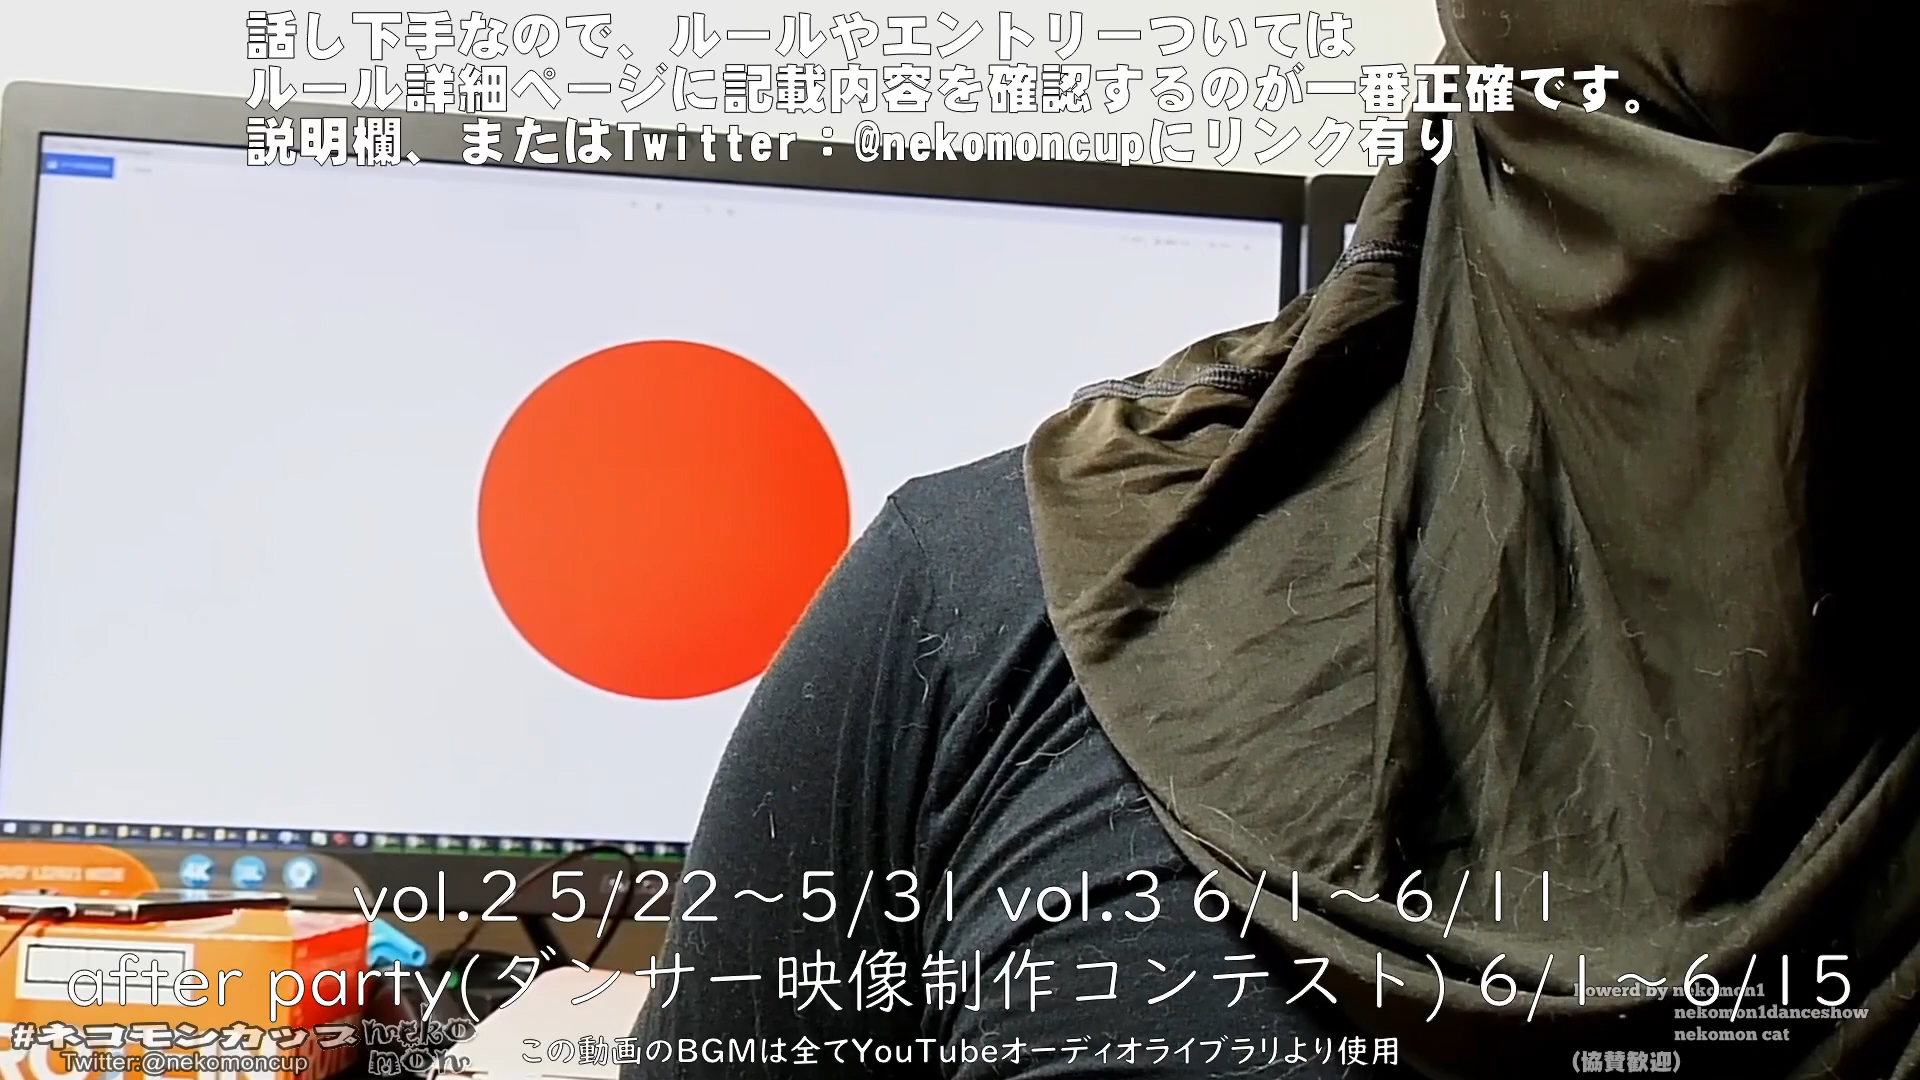 話し下手なので、ルールやエントリーついては
ルール詳細ページに記載内容を確認するのが一番正確です。
説明欄、またはTwitter：@nekomoncupにリンク有り
4K
vol.2 5/22～5/31 vol.3 6/1～6/11
after party(ダンサー映像制作コンテスト) 6/1～6/15
powerd by nekomon1
nekomon1danceshow
nekomon cat
(協賛歓迎)
#ネコモンカップ
neko
mon
Twitter:@nekomoncup
この動画のBGMは全てYouTubeオーディオライブラリより使用